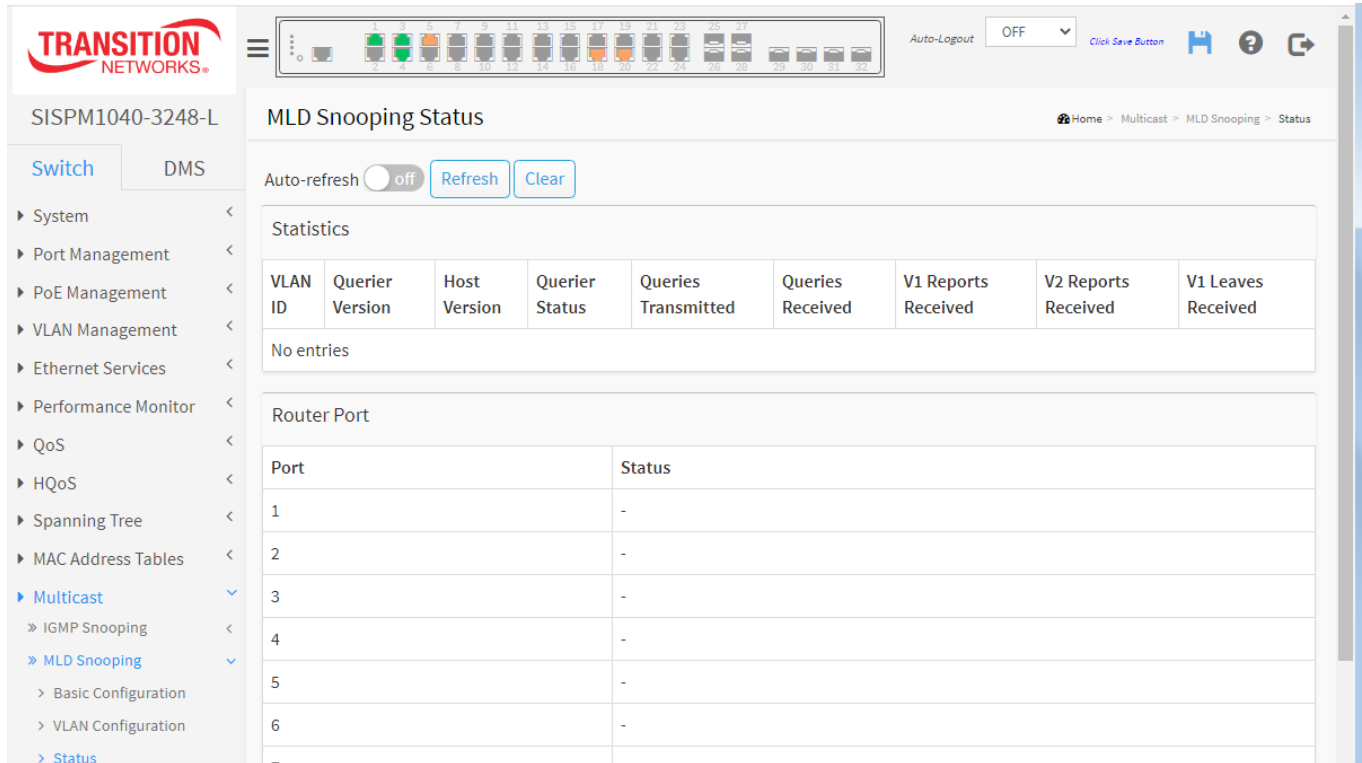 TRANSITION
NETWORKS®
1 3 5 7 9 11 13 15 17 19 21 23 25 27
2 4 6 8 10 12 14 16 18 20 22 24 26 28 29 30 31 32
Auto-Logout OFF Click Save Button
SISPM1040-3248-L
MLD Snooping Status
Home > Multicast > MLD Snooping > Status
Switch DMS
Auto-refresh off Refresh Clear
System
Port Management
PoE Management
VLAN Management
Ethernet Services
Performance Monitor
QoS
HQoS
Spanning Tree
MAC Address Tables
Multicast
» IGMP Snooping
» MLD Snooping
> Basic Configuration
> VLAN Configuration
> Status
Statistics
VLAN ID Querier Version Host Version Querier Status Queries Transmitted Queries Received V1 Reports Received V2 Reports Received V1 Leaves Received
No entries
Router Port
Port Status
1 -
2 -
3 -
4 -
5 -
6 -